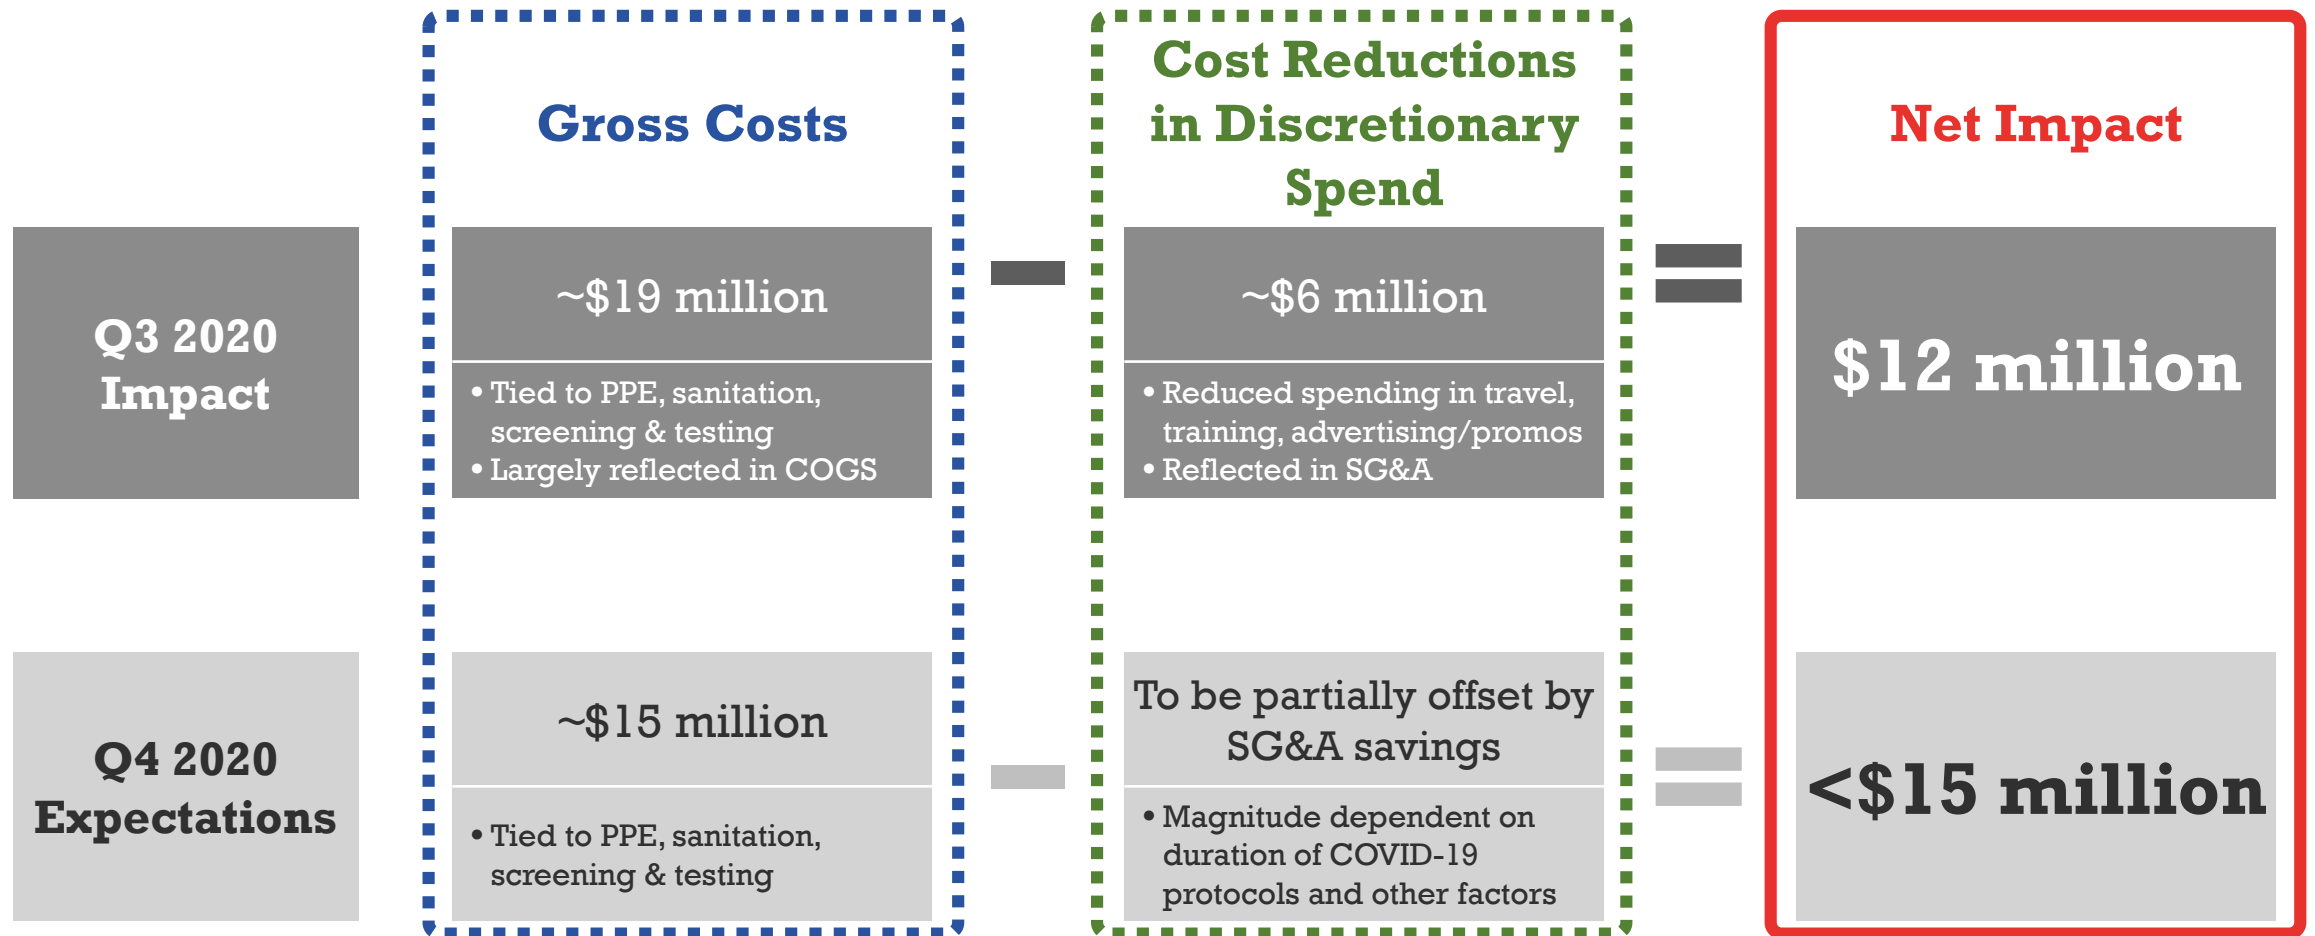 Gross Costs
Cost Reductions
in Discretionary
Spend
Net Impact
Q3 2020
Impact
~$19 million
• Tied to PPE, sanitation,
screening & testing
• Largely reflected in COGS
~$6 million
• Reduced spending in travel,
training, advertising/promos
• Reflected in SG&A
$12 million
Q4 2020
Expectations
~$15 million
• Tied to PPE, sanitation,
screening & testing
To be partially offset by
SG&A savings
• Magnitude dependent on
duration of COVID-19
protocols and other factors
<$15 million